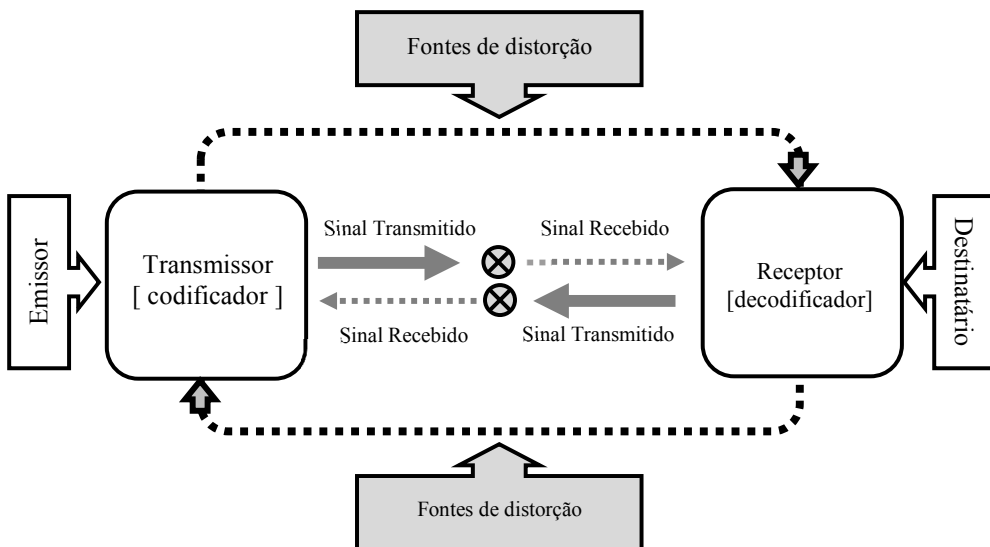 Fontes de distorção
Emissor
Transmissor
[ codificador ]
Sinal Transmitido
Sinal Recebido
Sinal Recebido
Sinal Transmitido
Receptor
[decodificador]
Destinatário
Fontes de distorção